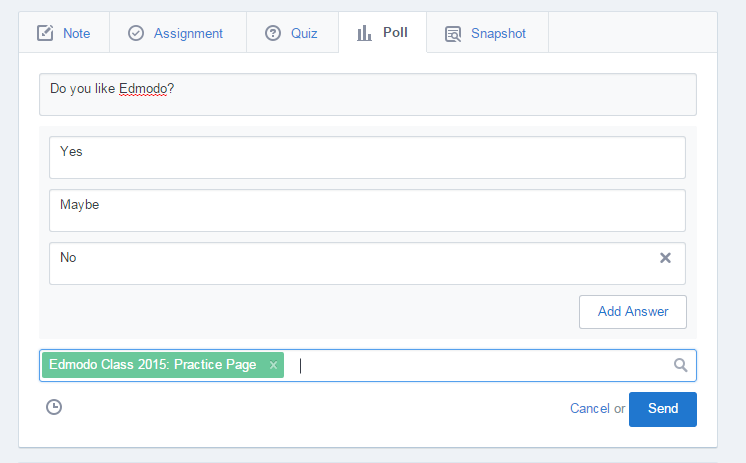 Note Assignment Quiz Poll Snapshot
Do you like Edmodo?
Yes
Maybe
No
Add Answer
Edmodo Class 2015: Practice Page x
Cancel or Send